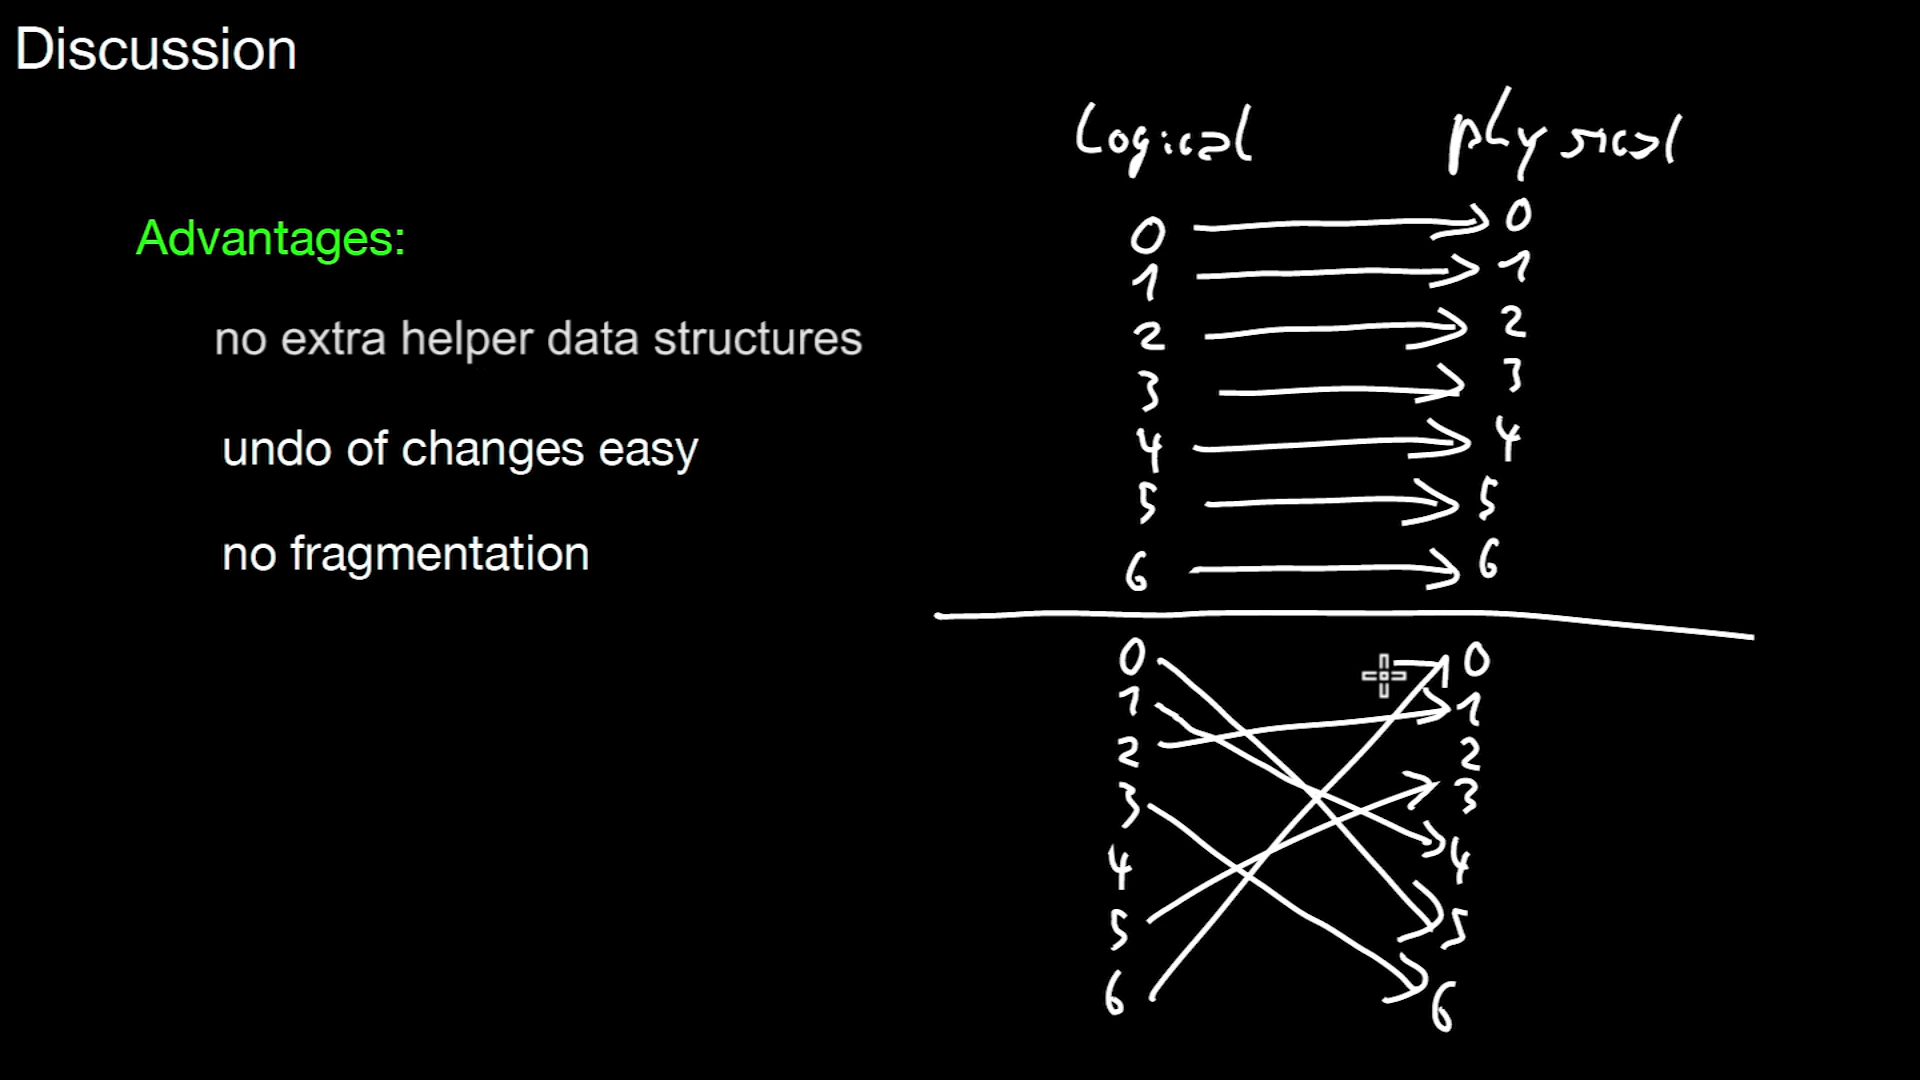 Discussion
Logical physical
Advantages:
no extra helper data structures
undo of changes easy
no fragmentation
0 0
1 1
2 2
3 3
4 4
5 5
6 6
0 0
1 1
2 2
3 3
4 4
5 5
6 6